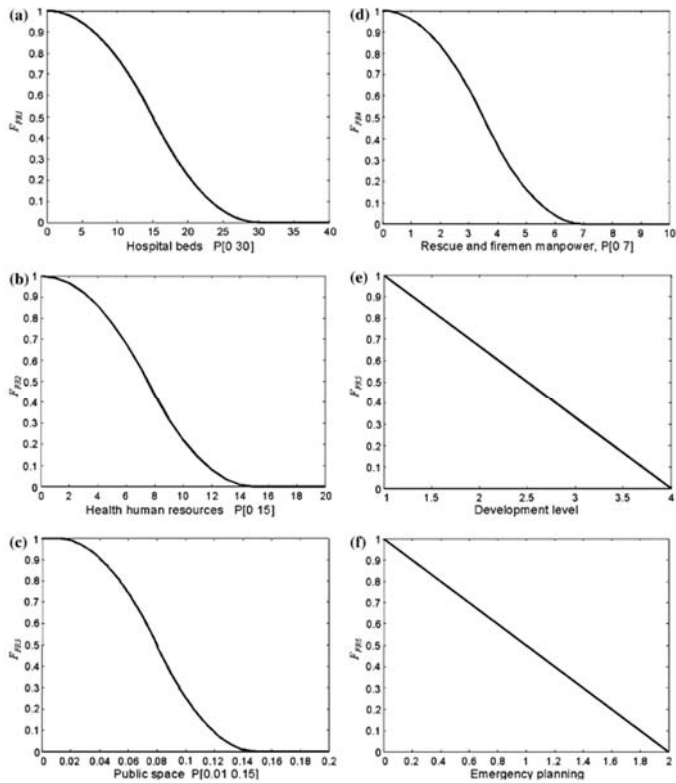 (a)
1
0.9
0.8
0.7
0.6
0.5
0.4
0.3
0.2
0.1
0
F_FR1
0 5 10 15 20 25 30 35 40
Hospital beds P[0 30]
(d)
1
0.9
0.8
0.7
0.6
0.5
0.4
0.3
0.2
0.1
0
F_FR4
0 1 2 3 4 5 6 7 8 9 10
Rescue and firemen manpower, P[0 7]
(b)
1
0.9
0.8
0.7
0.6
0.5
0.4
0.3
0.2
0.1
0
F_FR2
0 2 4 6 8 10 12 14 16 18 20
Health human resources P[0 15]
(e)
1
0.9
0.8
0.7
0.6
0.5
0.4
0.3
0.2
0.1
0
F_FR5
1 1.5 2 2.5 3 3.5 4
Development level
(c)
1
0.9
0.8
0.7
0.6
0.5
0.4
0.3
0.2
0.1
0
F_FR3
0 0.02 0.04 0.06 0.08 0.1 0.12 0.14 0.16 0.18 0.2
Public space P[0.01 0.15]
(f)
1
0.9
0.8
0.7
0.6
0.5
0.4
0.3
0.2
0.1
0
F_FR6
0 0.2 0.4 0.6 0.8 1 1.2 1.4 1.6 1.8 2
Emergency planning